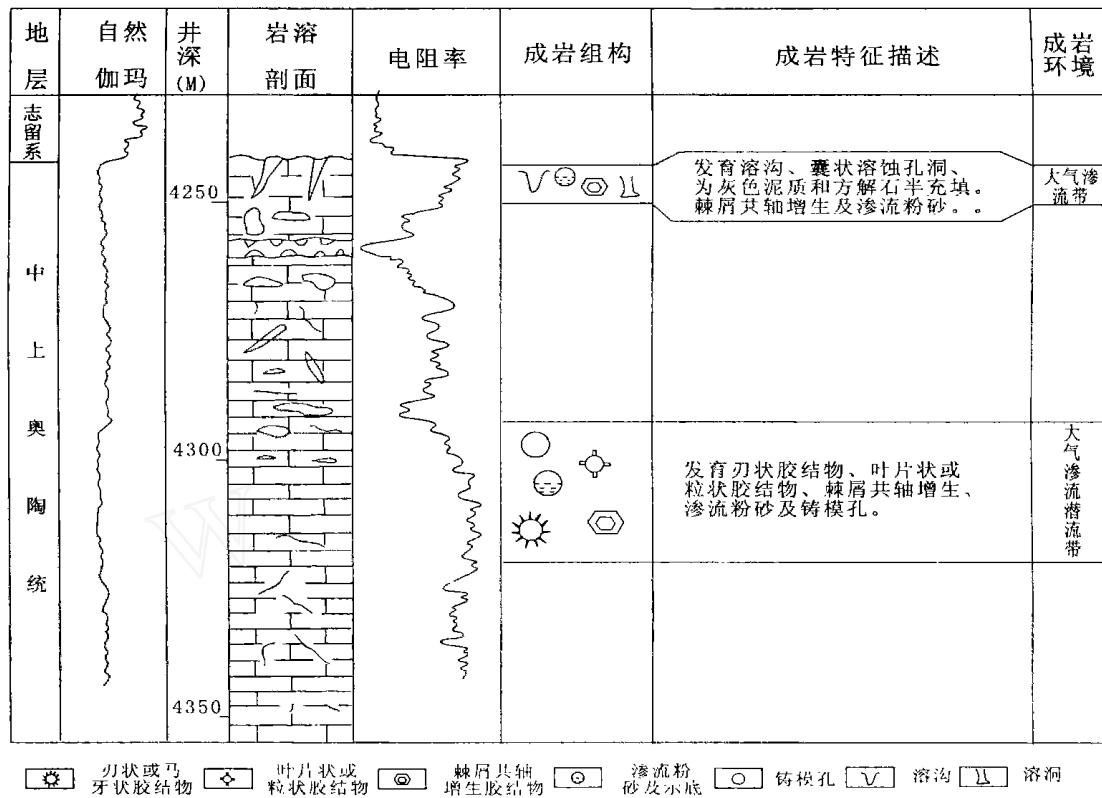 地层
自然伽玛
井深(M)
岩溶剖面
电阻率
成岩组构
成岩特征描述
成岩环境
志留系
中上奥陶统
4250
4300
4350
发育溶沟、囊状溶蚀孔洞、
为灰色泥质和方解石半充填。
棘屑共轴增生及渗流粉砂。。
大气渗
流带
发育刃状胶结物、叶片状或
粒状胶结物、棘屑共轴增生、
渗流粉砂及铸模孔。
大气渗流潜流带
刃状或马
牙状胶结物
叶片状或
粒状胶结物
棘屑共轴
增生胶结物
渗流粉
砂及示底
铸模孔
溶沟
溶洞
W